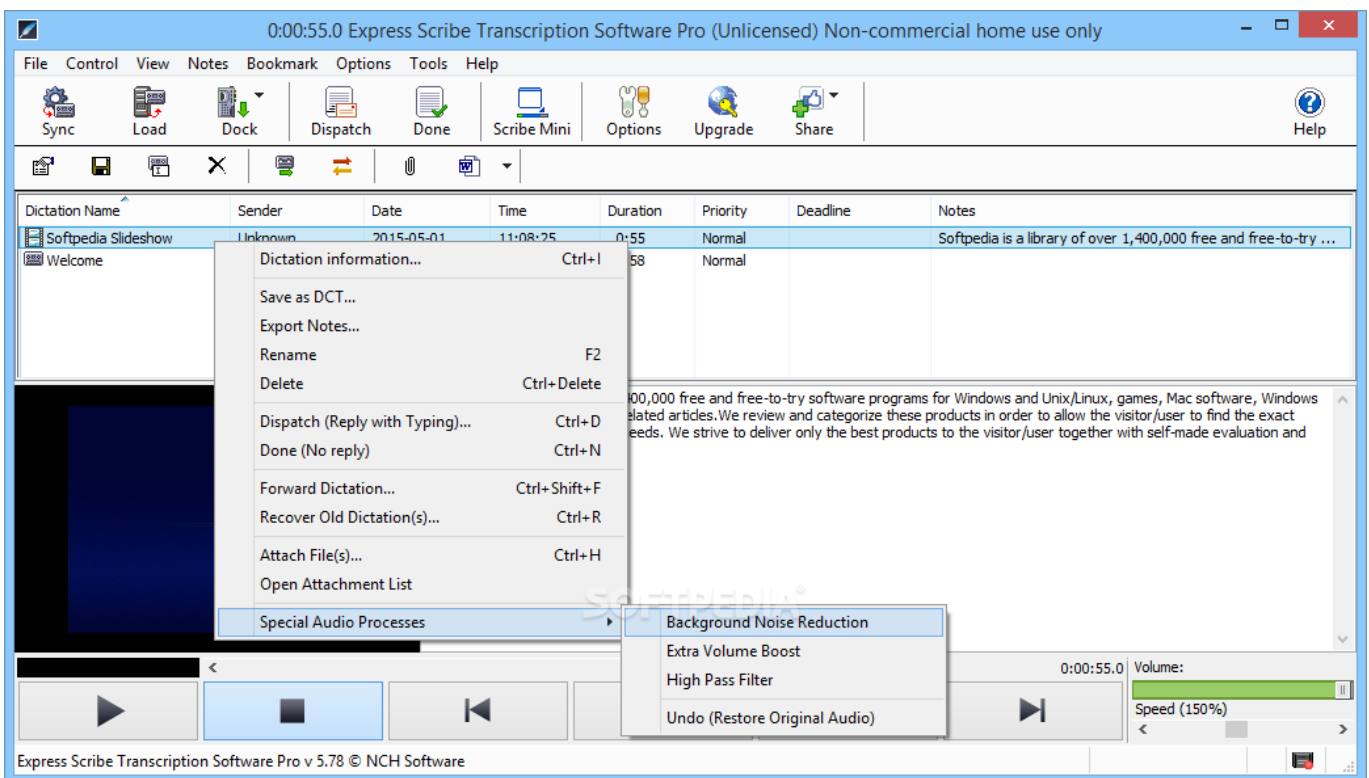 0:00:55.0 Express Scribe Transcription Software Pro (Unlicensed) Non-commercial home use only
File Control View Notes Bookmark Options Tools Help
Sync Load Dock Dispatch Done Scribe Mini Options Upgrade Share Help
Dictation Name Sender Date Time Duration Priority Deadline Notes
Softpedia Slideshow Unknown 2015-05-01 11:08:25 0:55 Normal Softpedia is a library of over 1,400,000 free and free-to-try ...
Welcome 58 Normal
Dictation information... Ctrl+I
Save as DCT...
Export Notes...
Rename F2
Delete Ctrl+Delete
Dispatch (Reply with Typing)... Ctrl+D
Done (No reply) Ctrl+N
Forward Dictation... Ctrl+Shift+F
Recover Old Dictation(s)... Ctrl+R
Attach File(s)... Ctrl+H
Open Attachment List
Special Audio Processes
00,000 free and free-to-try software programs for Windows and Unix/Linux, games, Mac software, Windows
elated articles.We review and categorize these products in order to allow the visitor/user to find the exact
eeds. We strive to deliver only the best products to the visitor/user together with self-made evaluation and
SOFTPEDIA®
Background Noise Reduction
Extra Volume Boost
High Pass Filter
Undo (Restore Original Audio)
0:00:55.0 Volume:
Speed (150%)
Express Scribe Transcription Software Pro v 5.78 © NCH Software